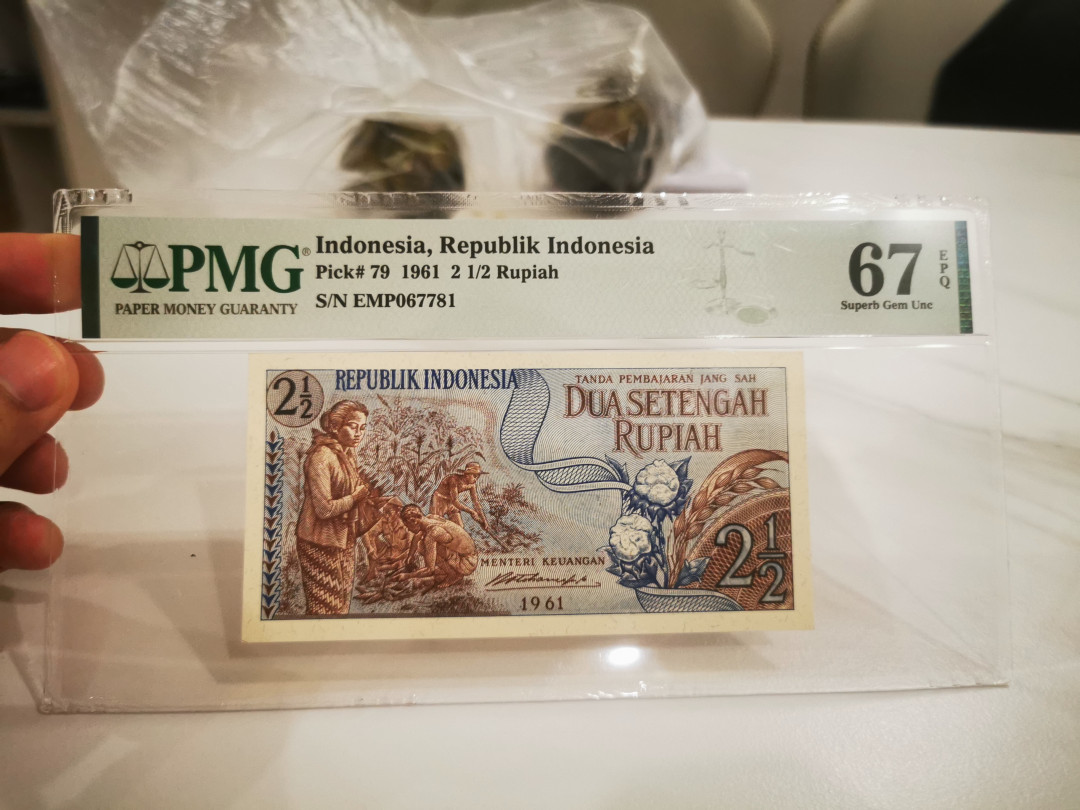 PMG®
PAPER MONEY GUARANTY
Indonesia, Republik Indonesia
Pick# 79 1961 2 1/2 Rupiah
S/N EMP067781
67
EPQ
Superb Gem Unc
2½
REPUBLIK INDONESIA
TANDA PEMBAJARAN JANG SAH
DUA SETENGAH
RUPIAH
MENTERI KEUANGAN
1961
2½